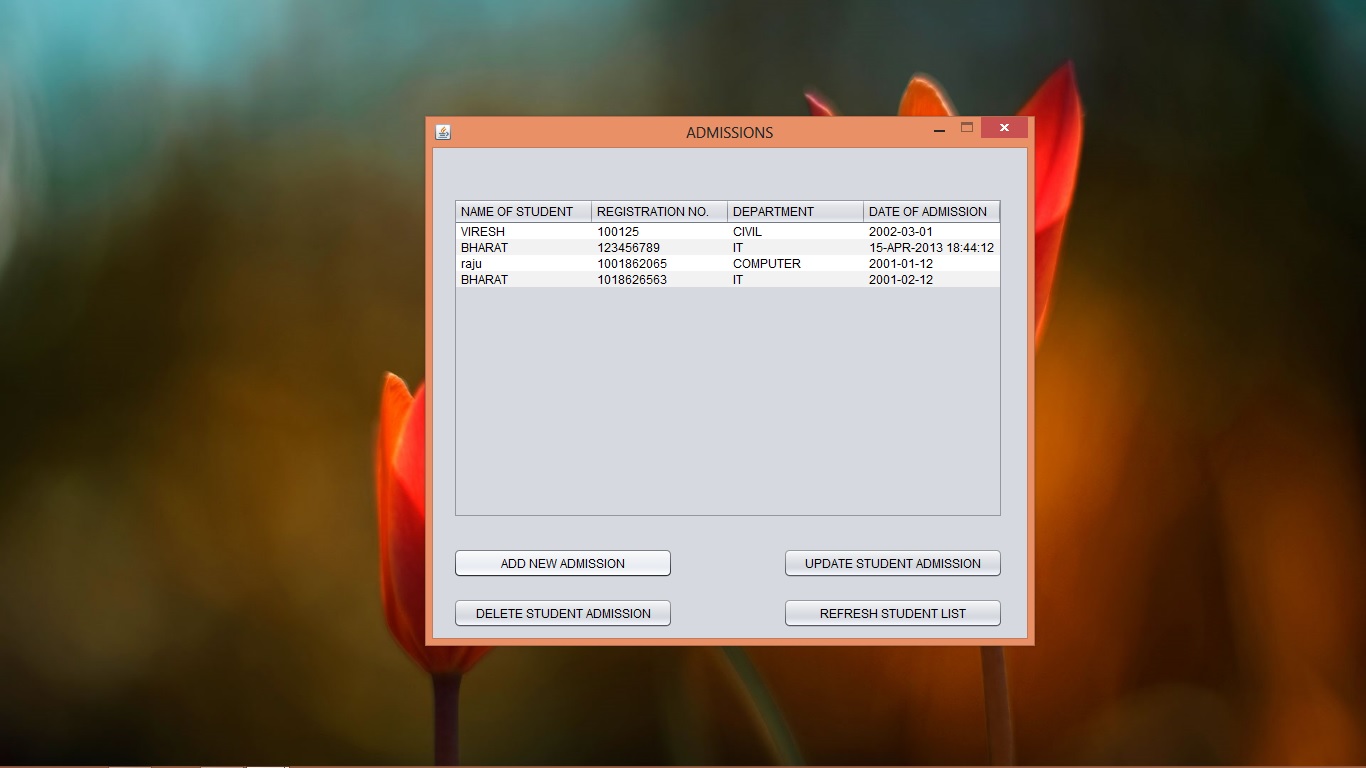 ADMISSIONS
NAME OF STUDENT REGISTRATION NO. DEPARTMENT DATE OF ADMISSION
VIRESH 100125 CIVIL 2002-03-01
BHARAT 123456789 IT 15-APR-2013 18:44:12
raju 1001862065 COMPUTER 2001-01-12
BHARAT 1018626563 IT 2001-02-12
ADD NEW ADMISSION UPDATE STUDENT ADMISSION
DELETE STUDENT ADMISSION REFRESH STUDENT LIST